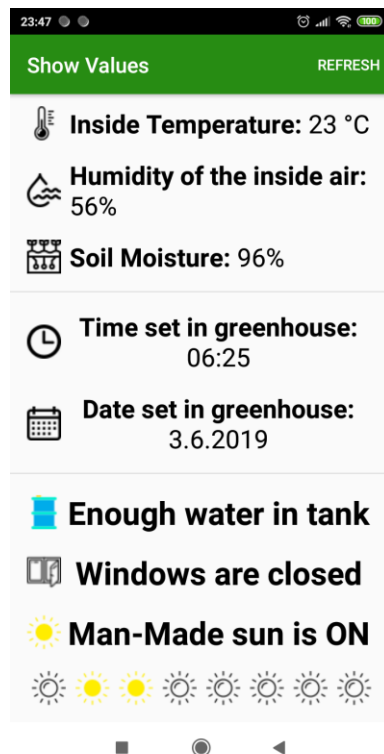 23:47 100
Show Values REFRESH
Inside Temperature: 23 °C
Humidity of the inside air:
56%
Soil Moisture: 96%
Time set in greenhouse:
06:25
Date set in greenhouse:
3.6.2019
Enough water in tank
Windows are closed
Man-Made sun is ON